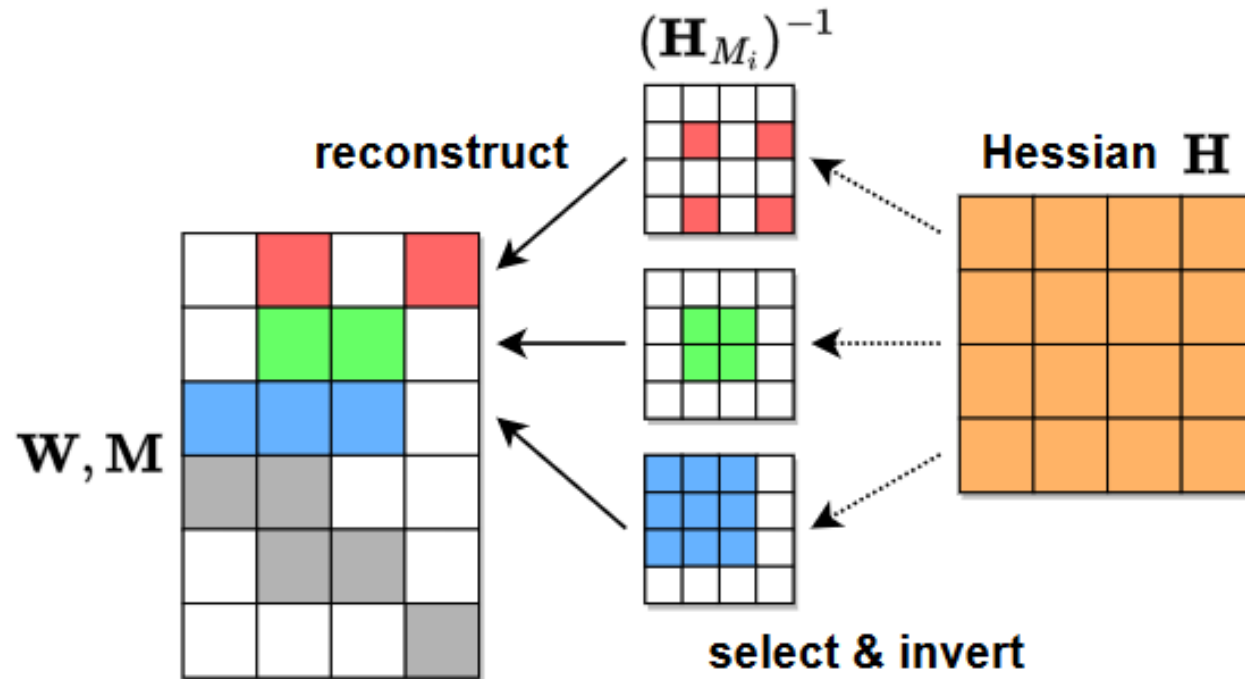 (H_{M_i})^{-1}
reconstruct
Hessian H
W, M
select & invert